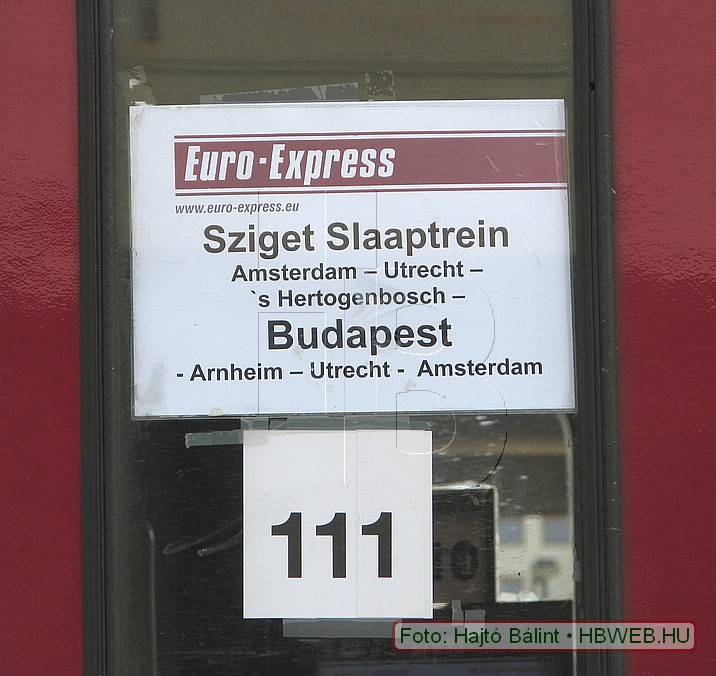 Euro-Express
www.euro-express.eu
Sziget Slaaptrein
Amsterdam – Utrecht –
`s Hertogenbosch –
Budapest
- Arnheim – Utrecht - Amsterdam
111
Foto: Hajtó Bálint • HBWEB.HU